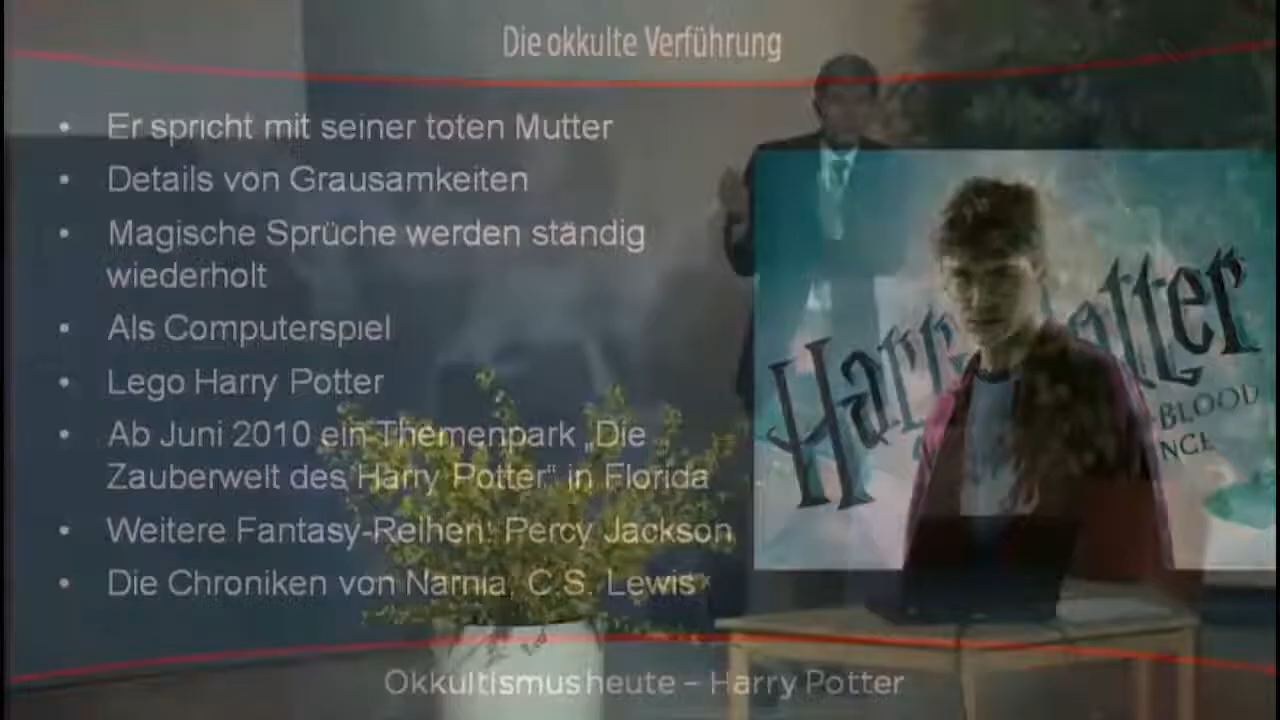 Die okkulte Verführung
• Er spricht mit seiner toten Mutter
• Details von Grausamkeiten
• Magische Sprüche werden ständig
wiederholt
• Als Computerspiel
• Lego Harry Potter
• Ab Juni 2010 ein Themenpark „Die
Zauberwelt des Harry Potter“ in Florida
• Weitere Fantasy-Reihen: Percy Jackson
• Die Chroniken von Narnia, C.S. Lewis
Harry Potter
-BLOOD
NCE
Okkultismus heute – Harry Potter